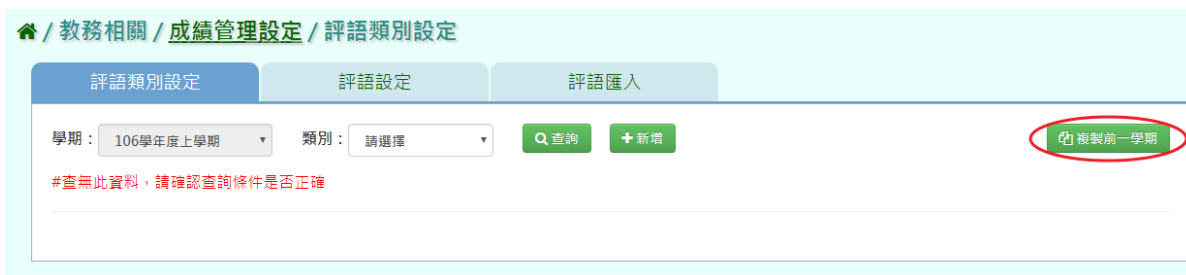 / 教務相關 / 成績管理設定 / 評語類別設定
評語類別設定 評語設定 評語匯入
學期： 106學年度上學期 類別： 請選擇 查詢 新增 複製前一學期
#查無此資料，請確認查詢條件是否正確